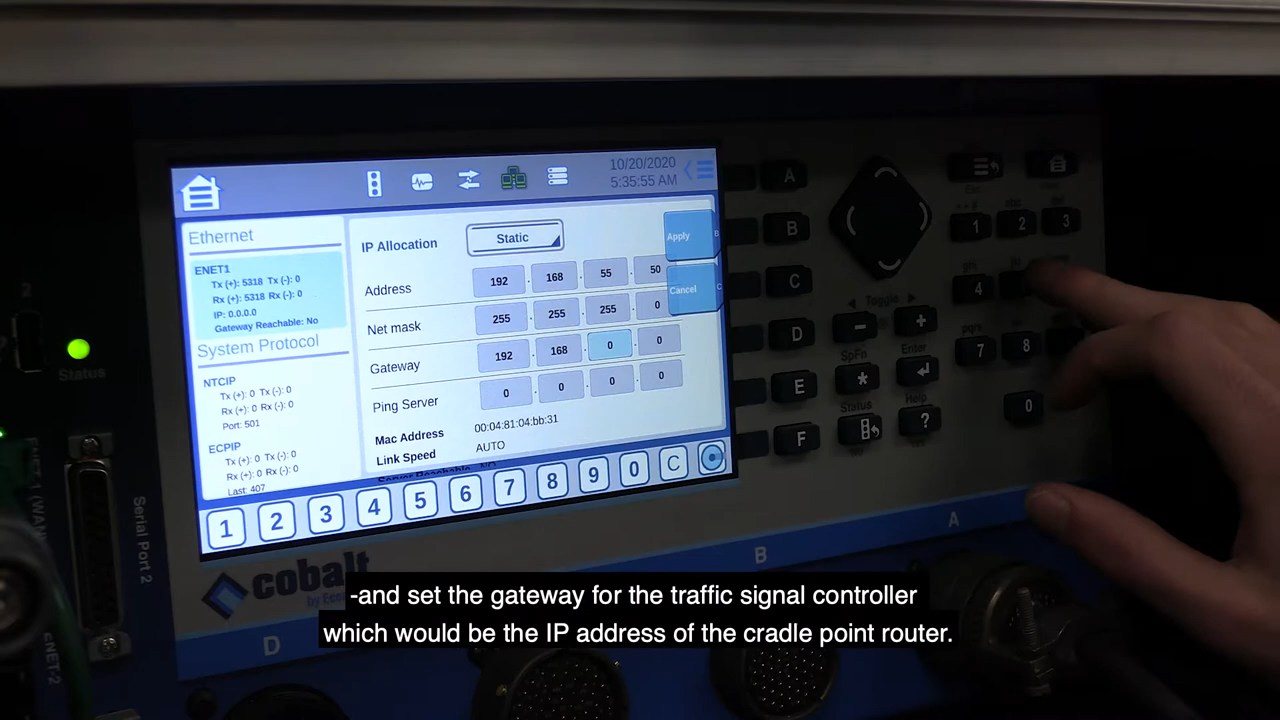 10/20/2020
5:35:55 AM
Ethernet
ENET1
Tx (+): 5318 Tx (-): 0
Rx (+): 5318 Rx (-): 0
IP: 0.0.0.0
Gateway Reachable: No
System Protocol
NTCIP
Tx (+): 0 Tx (-): 0
Rx (+): 0 Rx (-): 0
Port: 501
ECPIP
Tx (+): 0 Tx (-): 0
Rx (+): 0 Rx (-): 0
Last: 407
IP Allocation Static
Address 192 . 168 . 55 . 50
Net mask 255 . 255 . 255 . 0
Gateway 192 . 168 . 0 . 0
Ping Server 0 . 0 . 0 . 0
Mac Address 00:04:81:04:bb:31
Link Speed AUTO
Server Reachable NO
Apply B
Cancel C
1 2 3 4 5 6 7 8 9 0 C
A
B
C
D
E
F
Toggle
- +
SpFn Enter
*
Status Help
?
1 2 3
4
7 8
0
Status
2
Serial Port 2
ENET-2
cobalt
D
B
A
-and set the gateway for the traffic signal controller
which would be the IP address of the cradle point router.